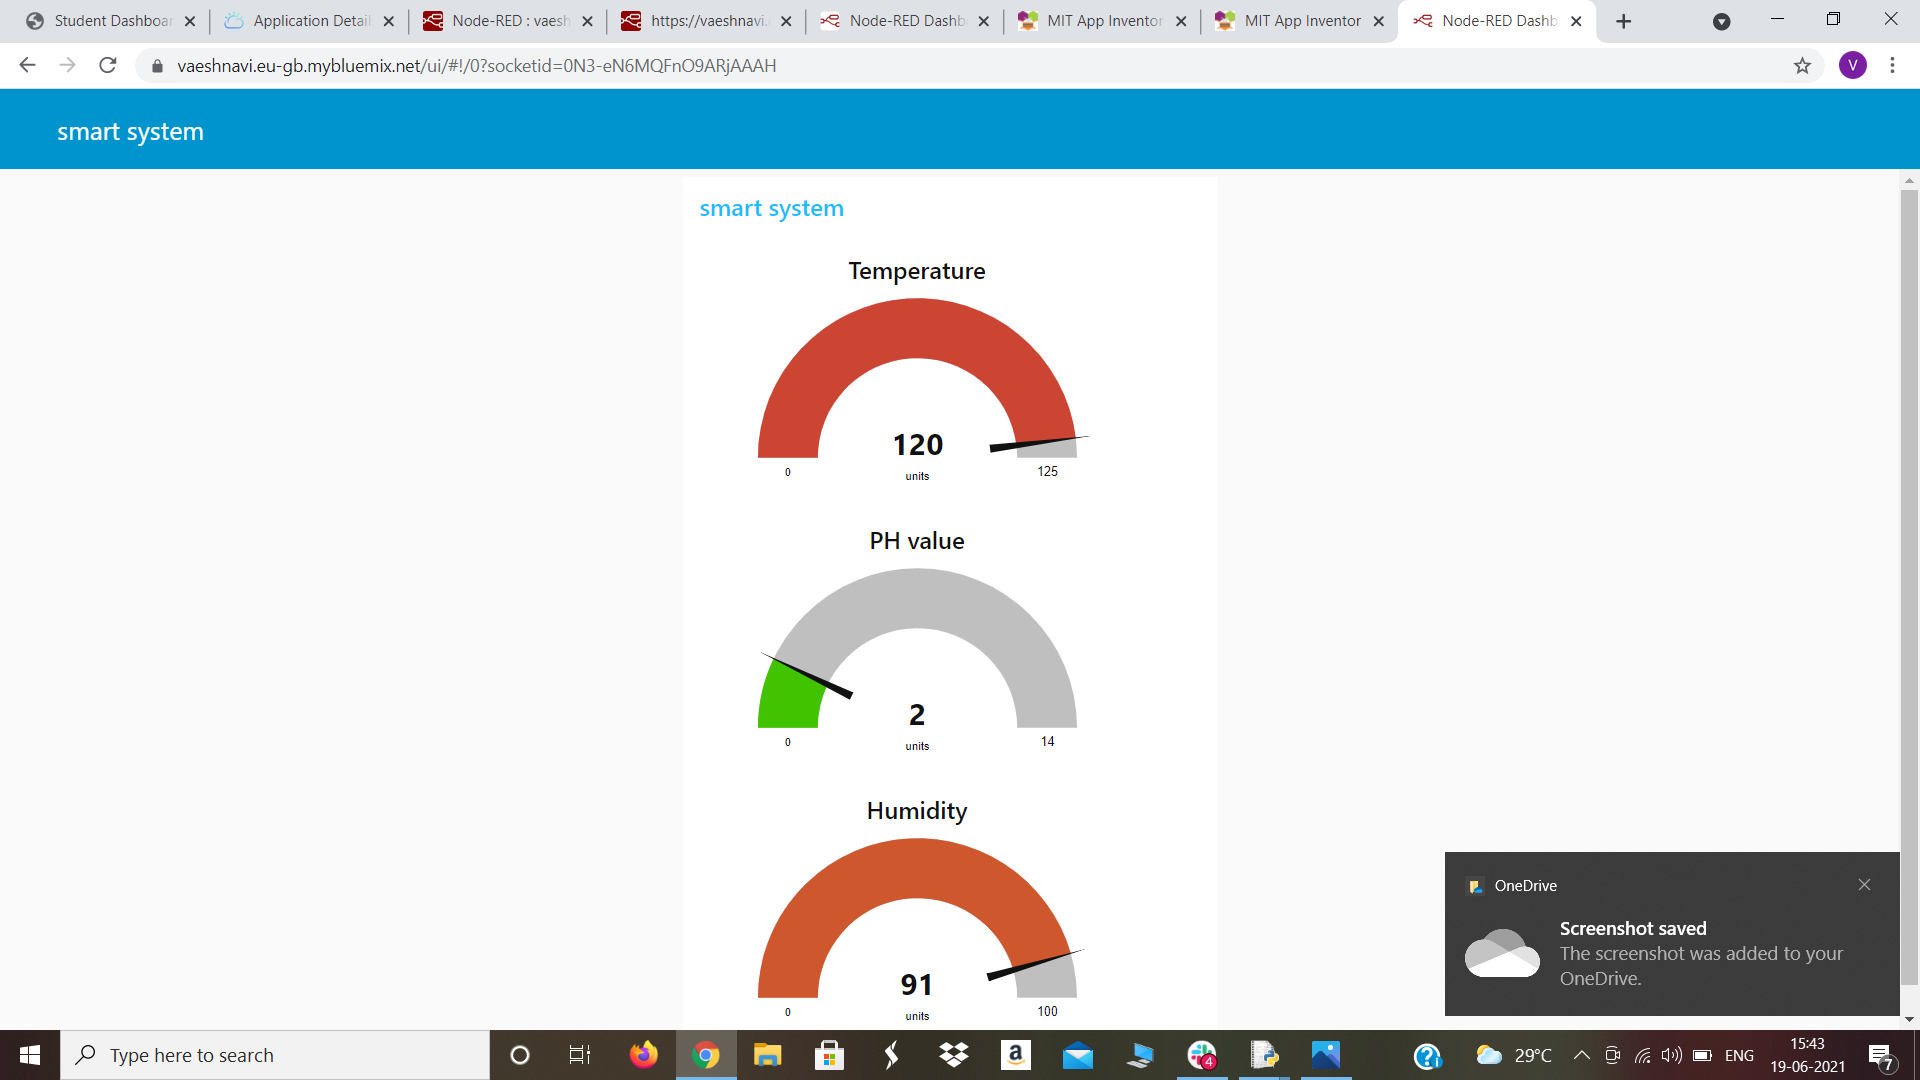 Student Dashboar
Application Detail
Node-RED : vaesh
https://vaeshnavi.
Node-RED Dashb
MIT App Inventor
MIT App Inventor
Node-RED Dashb
vaeshnavi.eu-gb.mybluemix.net/ui/#!/0?socketid=0N3-eN6MQFnO9ARjAAAH
V
smart system
smart system
Temperature
120
units
0
125
PH value
2
units
0
14
Humidity
91
units
0
100
OneDrive
Screenshot saved
The screenshot was added to your
OneDrive.
Type here to search
a
4
29°C
ENG
15:43
19-06-2021
7